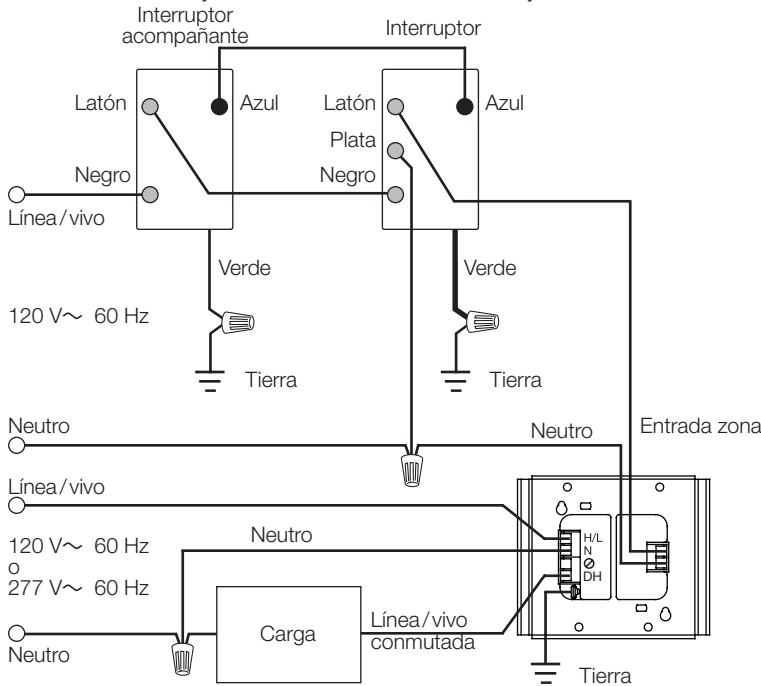 Interruptor
acompañante
Interruptor
Latón
Azul
Latón
Azul
Plata
Negro
Negro
Línea/vivo
Verde
Verde
120 V～ 60 Hz
Tierra
Tierra
Neutro
Neutro
Entrada zona
Línea/vivo
H/L
N
DH
120 V～ 60 Hz
o
277 V～ 60 Hz
Neutro
Carga
Línea/vivo
conmutada
Neutro
Tierra